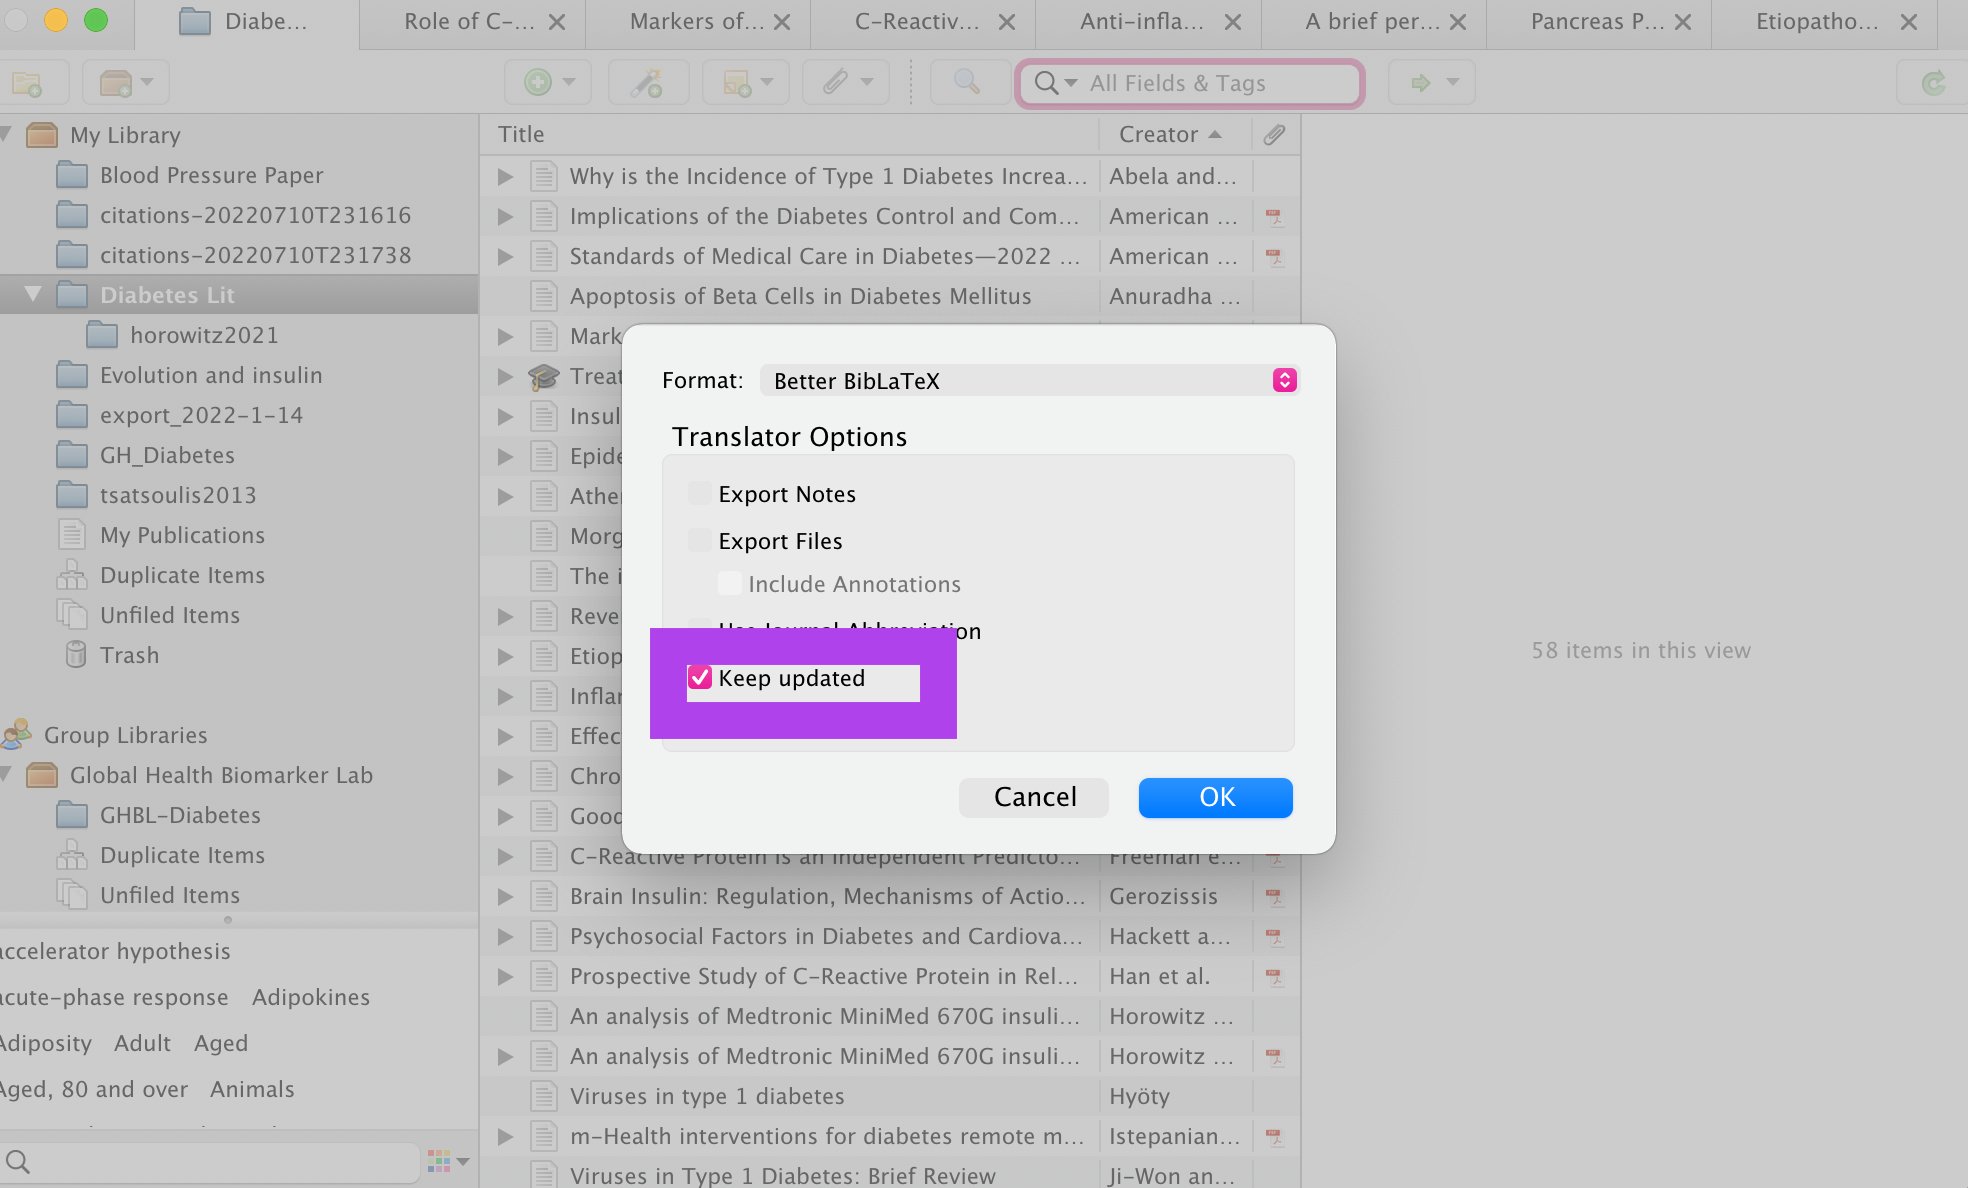 Diabe...
Role of C-...
Markers of...
C-Reactiv...
Anti-infla...
A brief per...
Pancreas P...
Etiopatho...
All Fields & Tags
My Library
Blood Pressure Paper
citations-20220710T231616
citations-20220710T231738
Diabetes Lit
horowitz2021
Evolution and insulin
export_2022-1-14
GH_Diabetes
tsatsoulis2013
My Publications
Duplicate Items
Unfiled Items
Trash
Group Libraries
Global Health Biomarker Lab
GHBL-Diabetes
Duplicate Items
Unfiled Items
accelerator hypothesis
acute-phase response Adipokines
Adiposity Adult Aged
Aged, 80 and over Animals
Title Creator
Why is the Incidence of Type 1 Diabetes Increa... Abela and...
Implications of the Diabetes Control and Com... American ...
Standards of Medical Care in Diabetes—2022 ... American ...
Apoptosis of Beta Cells in Diabetes Mellitus Anuradha ...
Mark
Treat
Insul
Epide
Athe
Morg
The i
Reve
Etiop
Inflar
Effec
Chro
Good
C-Reactive Protein is an Independent Predicto... Freeman e...
Brain Insulin: Regulation, Mechanisms of Actio... Gerozissis
Psychosocial Factors in Diabetes and Cardiova... Hackett a...
Prospective Study of C-Reactive Protein in Rel... Han et al.
An analysis of Medtronic MiniMed 670G insuli... Horowitz ...
An analysis of Medtronic MiniMed 670G insuli... Horowitz ...
Viruses in type 1 diabetes Hyöty
m-Health interventions for diabetes remote m... Istepanian...
Viruses in Type 1 Diabetes: Brief Review Ji-Won an...
Format: Better BibLaTeX
Translator Options
Export Notes
Export Files
Include Annotations
Use Journal Abbreviation
Keep updated
Cancel OK
58 items in this view